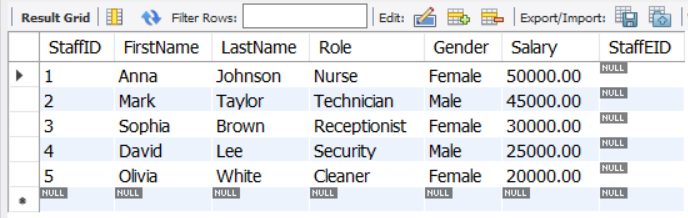 Result Grid Filter Rows: Edit: Export/Import:
StaffID FirstName LastName Role Gender Salary StaffEID
1 Anna Johnson Nurse Female 50000.00 NULL
2 Mark Taylor Technician Male 45000.00 NULL
3 Sophia Brown Receptionist Female 30000.00 NULL
4 David Lee Security Male 25000.00 NULL
5 Olivia White Cleaner Female 20000.00 NULL
NULL NULL NULL NULL NULL NULL NULL